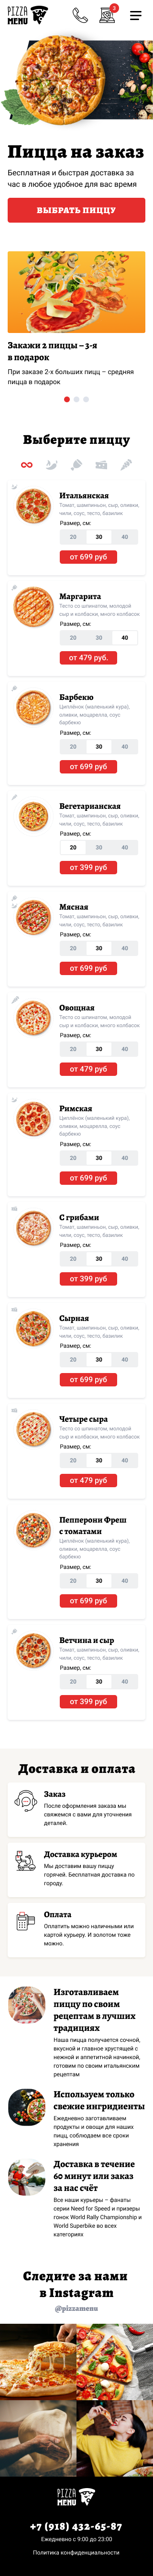 PIZZA
MENU
3
Пицца на заказ
Бесплатная и быстрая доставка за
час в любое удобное для вас время
ВЫБРАТЬ ПИЦЦУ
Закажи 2 пиццы – 3-я
в подарок
При заказе 2-х больших пицц – средняя
пицца в подарок
Выберите пиццу
Итальянская
Томат, шампиньон, сыр, оливки,
чили, соус, тесто, базилик
Размер, см:
20 30 40
от 699 руб
Маргарита
Тесто со шпинатом, молодой
сыр и колбаски, много колбасок
Размер, см:
20 30 40
от 479 руб.
Барбекю
Цыплёнок (маленький кура),
оливки, моцарелла, соус
барбекю
Размер, см:
20 30 40
от 699 руб
Вегетарианская
Томат, шампиньон, сыр, оливки,
чили, соус, тесто, базилик
Размер, см:
20 30 40
от 399 руб
Мясная
Томат, шампиньон, сыр, оливки,
чили, соус, тесто, базилик
Размер, см:
20 30 40
от 699 руб
Овощная
Тесто со шпинатом, молодой
сыр и колбаски, много колбасок
Размер, см:
20 30 40
от 479 руб
Римская
Цыплёнок (маленький кура),
оливки, моцарелла, соус
барбекю
Размер, см:
20 30 40
от 699 руб
С грибами
Томат, шампиньон, сыр, оливки,
чили, соус, тесто, базилик
Размер, см:
20 30 40
от 399 руб
Сырная
Томат, шампиньон, сыр, оливки,
чили, соус, тесто, базилик
Размер, см:
20 30 40
от 699 руб
Четыре сыра
Тесто со шпинатом, молодой
сыр и колбаски, много колбасок
Размер, см:
20 30 40
от 479 руб
Пепперони Фреш
с томатами
Цыплёнок (маленький кура),
оливки, моцарелла, соус
барбекю
Размер, см:
20 30 40
от 699 руб
Ветчина и сыр
Томат, шампиньон, сыр, оливки,
чили, соус, тесто, базилик
Размер, см:
20 30 40
от 399 руб
Доставка и оплата
Заказ
После оформления заказа мы
свяжемся с вами для уточнения
деталей.
Доставка курьером
Мы доставим вашу пиццу
горячей. Бесплатная доставка по
городу.
Оплата
Оплатить можно наличными или
картой курьеру. И золотом тоже
можно.
Изготавливаем
пиццу по своим
рецептам в лучших
традициях
Наша пицца получается сочной,
вкусной и главное хрустящей с
нежной и аппетитной начинкой,
готовим по своим итальянским
рецептам
Используем только
свежие ингридиенты
Ежедневно заготавливаем
продукты и овощи для наших
пицц, соблюдаем все сроки
хранения
Доставка в течение
60 минут или заказ
за нас счёт
Все наши курьеры – фанаты
серии Need for Speed и призеры
гонок World Rally Championship и
World Superbike во всех
категориях
Следите за нами
в Instagram
@pizzamenu
PIZZA
MENU
+7 (918) 432-65-87
Ежедневно с 9:00 до 23:00
Политика конфиденциальности